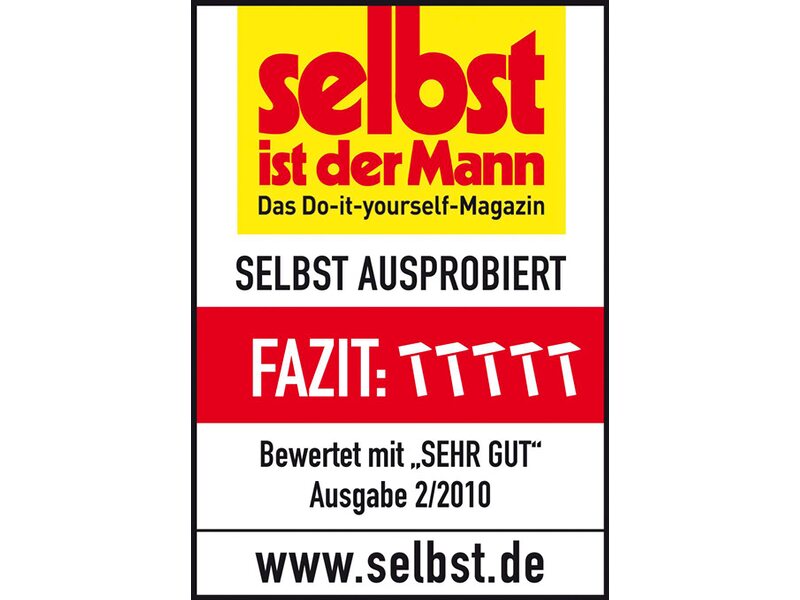 selbst
ist der Mann
Das Do-it-yourself-Magazin
SELBST AUSPROBIERT
FAZIT:
Bewertet mit „SEHR GUT“
Ausgabe 2/2010
www.selbst.de